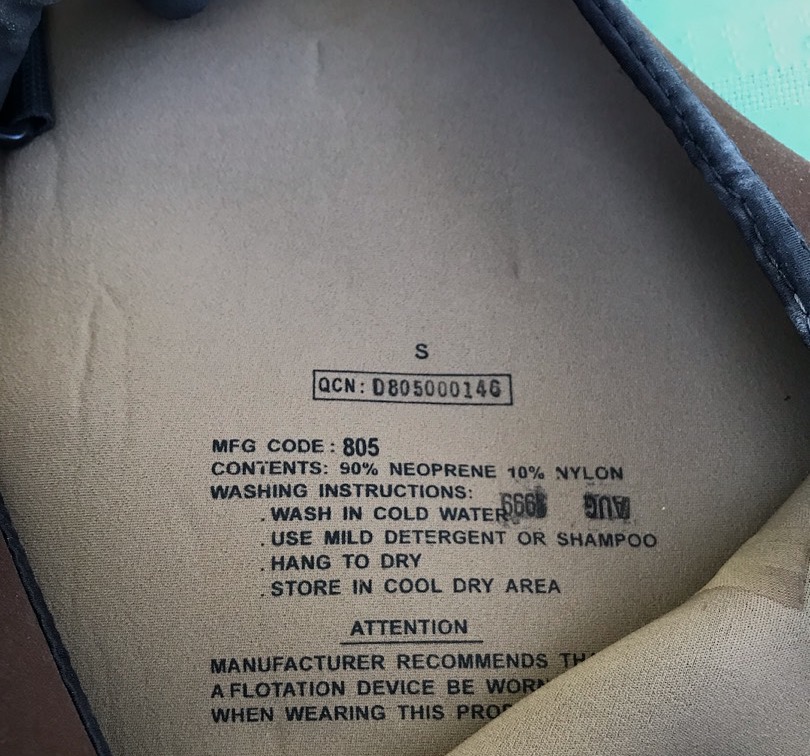 S
QCN: D805000146
MFG CODE: 805
CONTENTS: 90% NEOPRENE 10% NYLON
WASHING INSTRUCTIONS:
AUG 1999
. WASH IN COLD WATER
. USE MILD DETERGENT OR SHAMPOO
. HANG TO DRY
. STORE IN COOL DRY AREA
ATTENTION
MANUFACTURER RECOMMENDS
A FLOTATION DEVICE BE
WHEN WEARING THIS